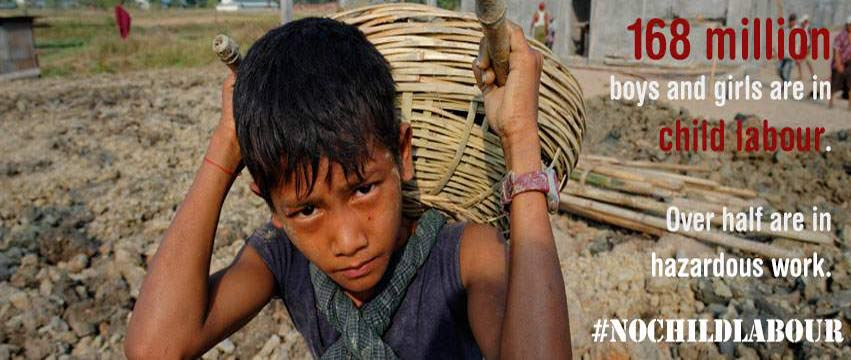 168 million
boys and girls are in
child labour.
Over half are in
hazardous work.
#NOCHILDLABOUR